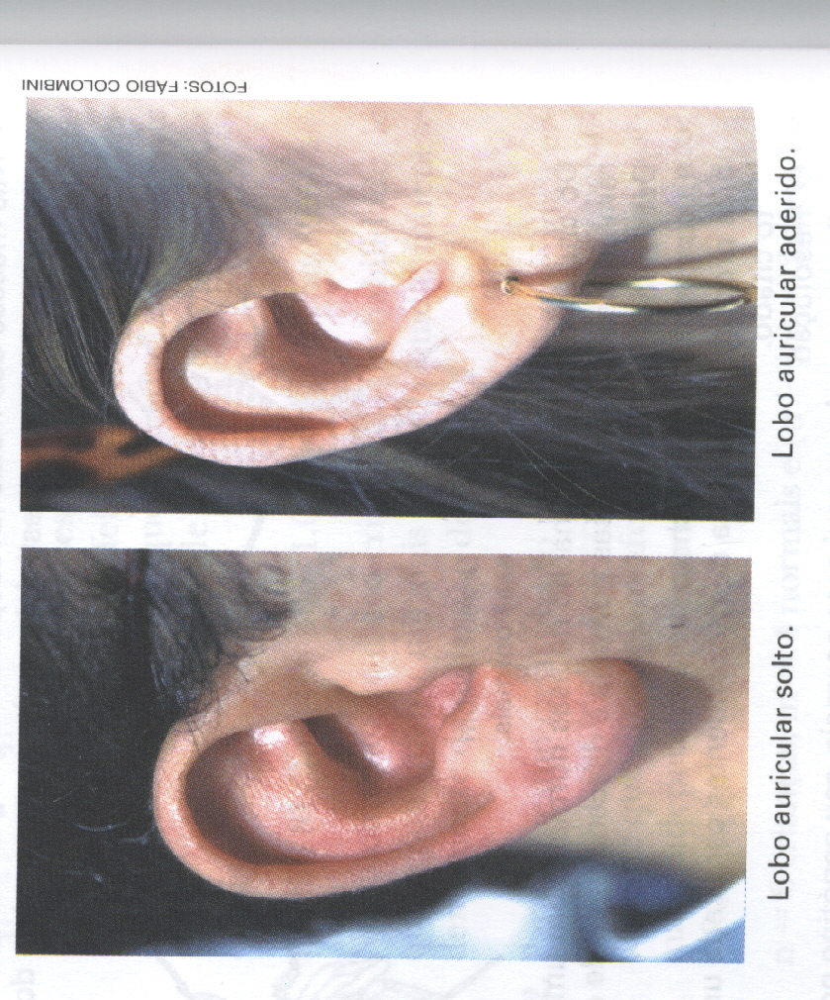 FOTOS: FÁBIO COLOMBINI
Lobo auricular aderido.
Lobo auricular solto.